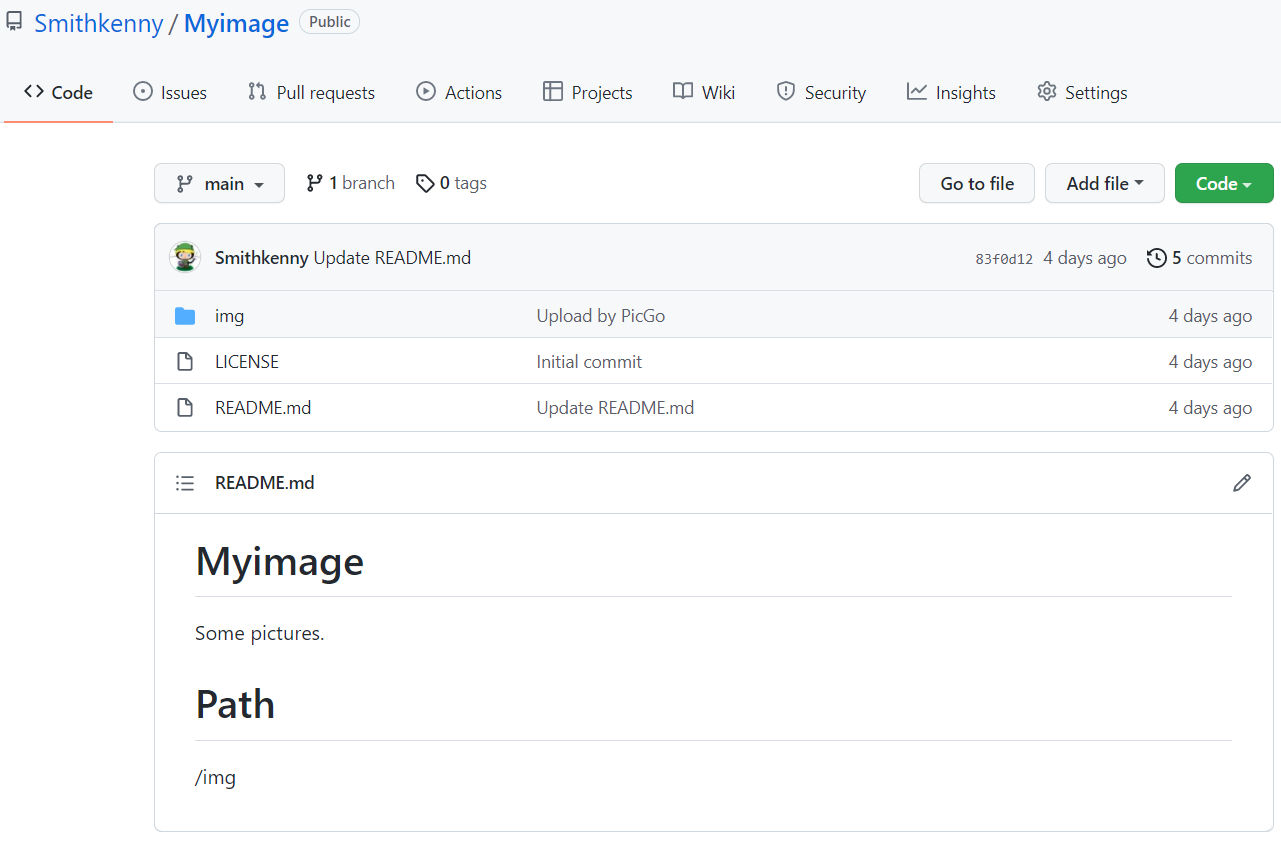 Smithkenny / Myimage Public
Code Issues Pull requests Actions Projects Wiki Security Insights Settings
main 1 branch 0 tags Go to file Add file Code
Smithkenny Update README.md 83f0d12 4 days ago 5 commits
img Upload by PicGo 4 days ago
LICENSE Initial commit 4 days ago
README.md Update README.md 4 days ago
README.md
Myimage
Some pictures.
Path
/img